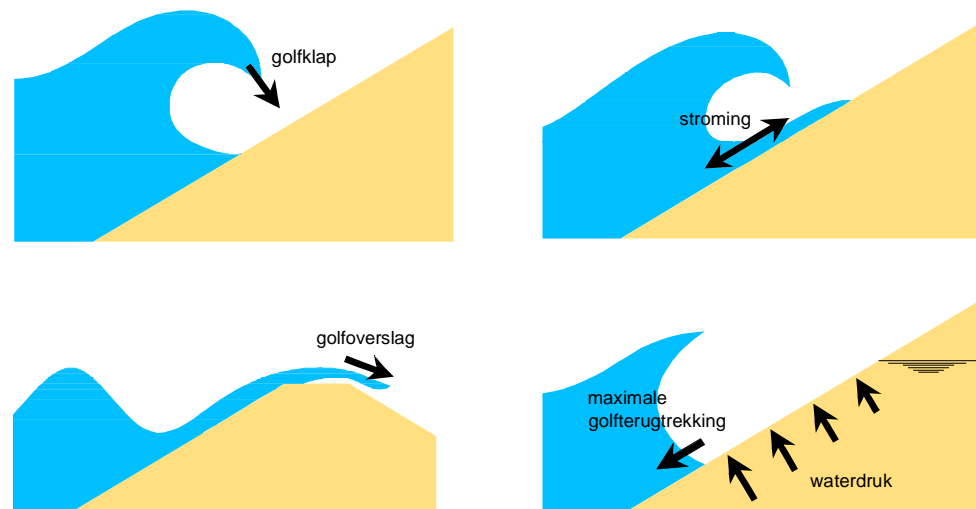 golfklap
stroming
golfoverslag
maximale
golfterugtrekking
waterdruk